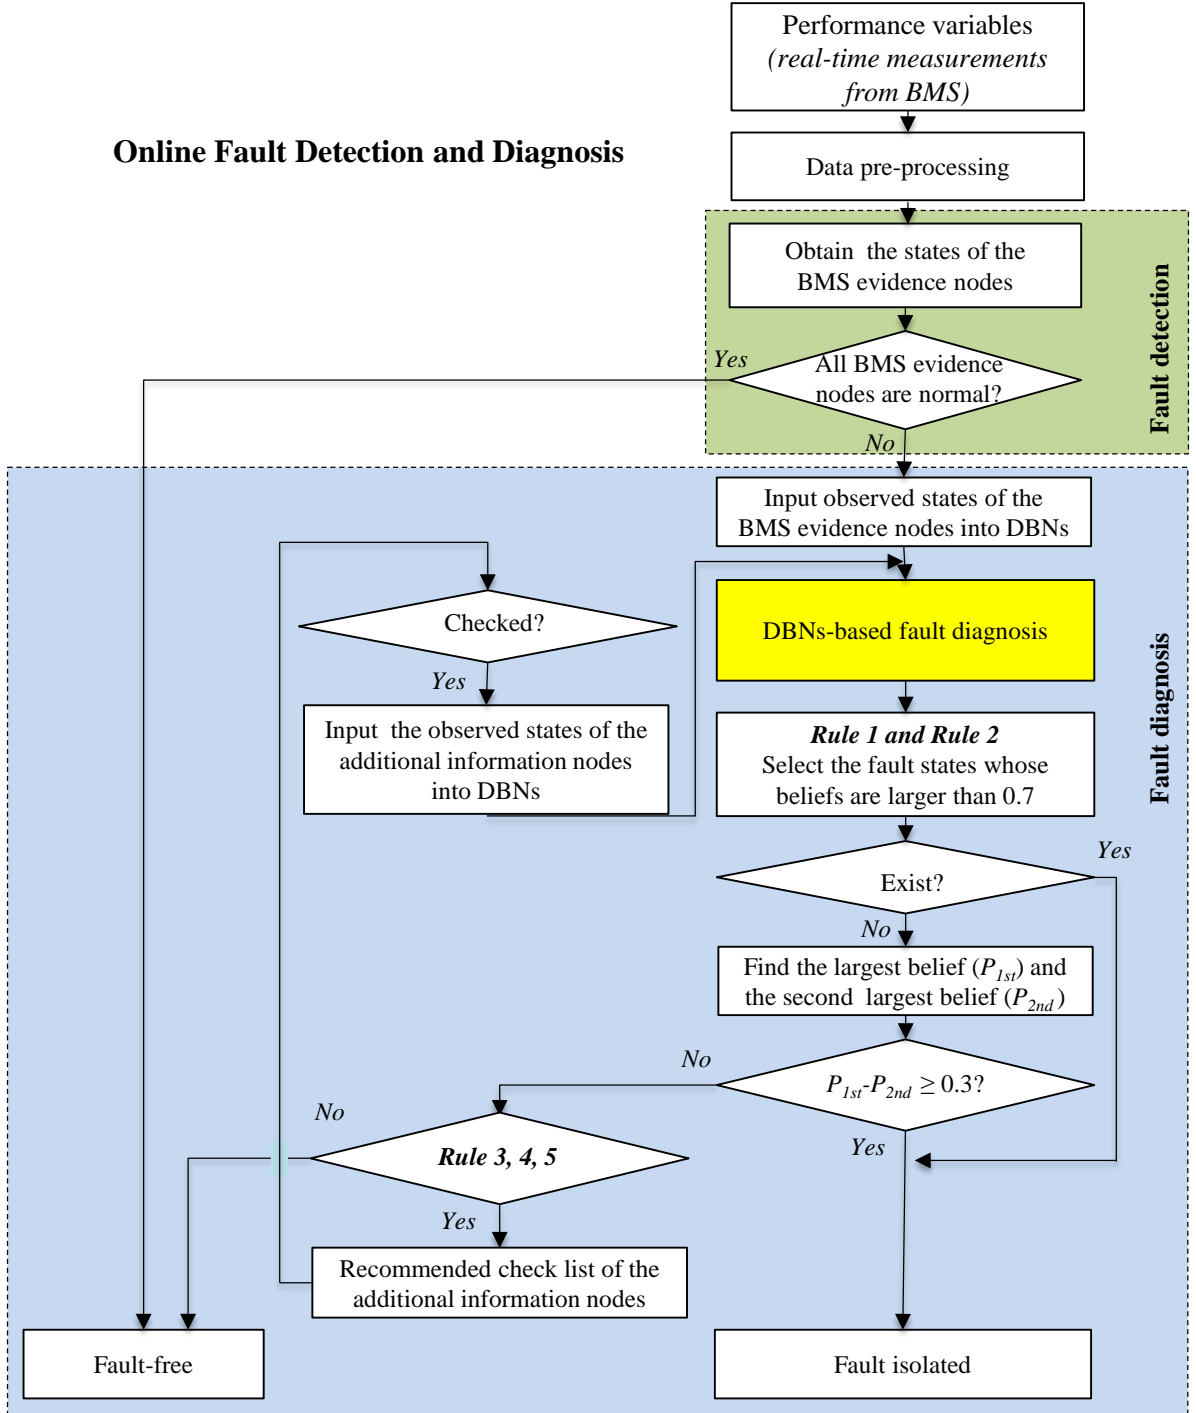 Performance variables
(real-time measurements
from BMS)
Online Fault Detection and Diagnosis
Data pre-processing
Obtain the states of the
BMS evidence nodes
Fault detection
Yes
All BMS evidence
nodes are normal?
No
Input observed states of the
BMS evidence nodes into DBNs
Checked?
DBNs-based fault diagnosis
Fault diagnosis
Yes
Input the observed states of the
additional information nodes
into DBNs
Rule 1 and Rule 2
Select the fault states whose
beliefs are larger than 0.7
Yes
Exist?
No
Find the largest belief (P1st) and
the second largest belief (P2nd)
No
P1st-P2nd ≥ 0.3?
No
Yes
Rule 3, 4, 5
Yes
Recommended check list of the
additional information nodes
Fault-free
Fault isolated